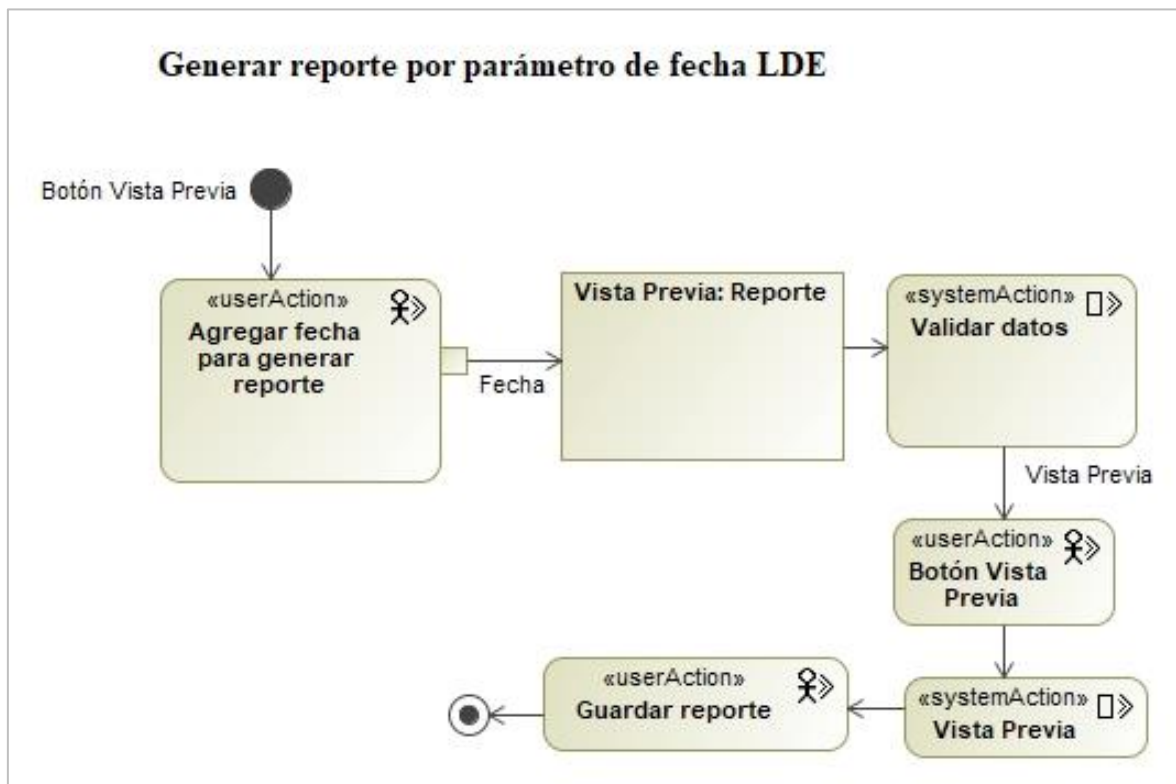 Generar reporte por parámetro de fecha LDE
Botón Vista Previa
«userAction»
Agregar fecha
para generar
reporte
Fecha
Vista Previa: Reporte
«systemAction»
Validar datos
Vista Previa
«userAction»
Botón Vista
Previa
«systemAction»
Vista Previa
«userAction»
Guardar reporte